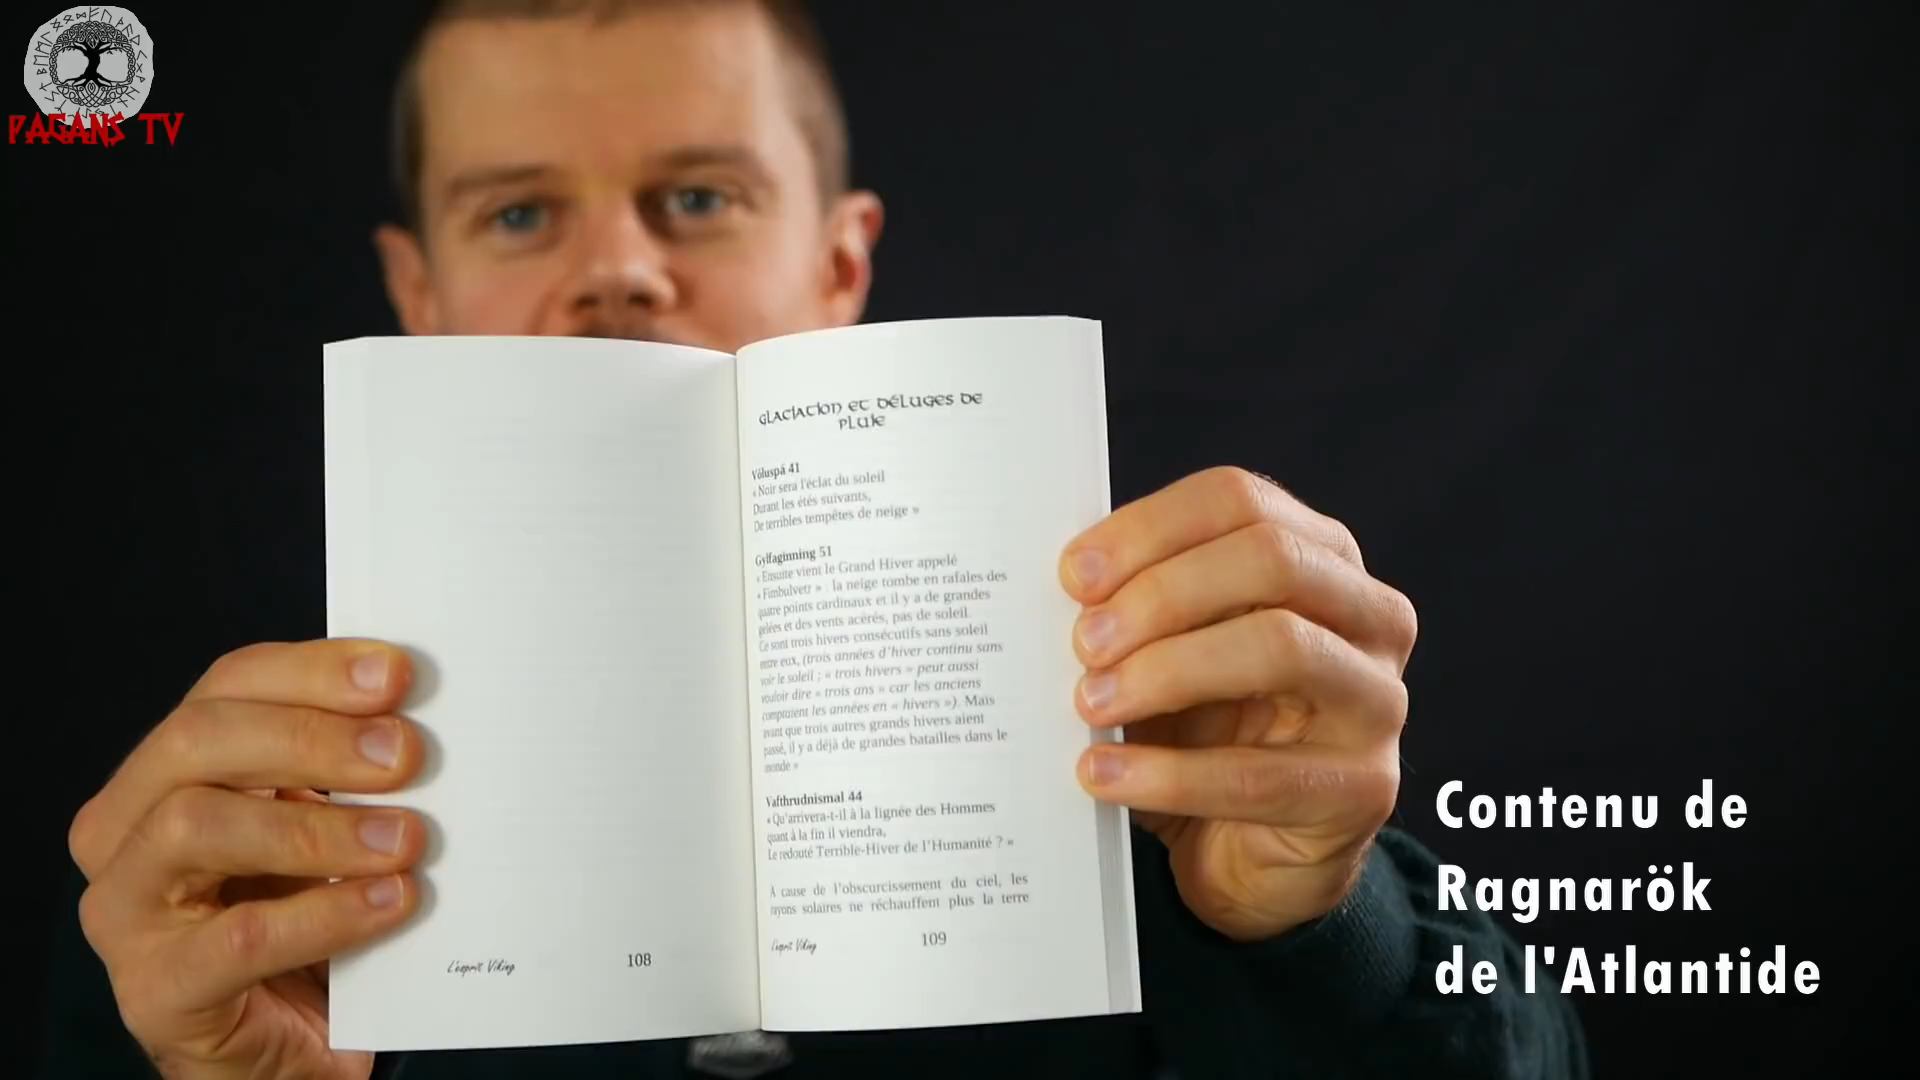 PAGANS TV
Glaciation et déluges de
pluie
Völuspá 41
« Noir sera l'éclat du soleil
Durant les étés suivants,
De terribles tempêtes de neige »
Gylfaginning 51
« Ensuite vient le Grand Hiver appelé
« Fimbulvetr » : la neige tombe en rafales des
quatre points cardinaux et il y a de grandes
gelées et des vents acérés, pas de soleil.
Ce sont trois hivers consécutifs sans soleil
entre eux, (trois années d'hiver continu sans
voir le soleil ; « trois hivers » peut aussi
vouloir dire « trois ans » car les anciens
comptaient les années en « hivers »). Mais
avant que trois autres grands hivers aient
passé, il y a déjà de grandes batailles dans le
monde »
Vafthrudnismal 44
« Qu'arrivera-t-il à la lignée des Hommes
quant à la fin il viendra,
Le redouté Terrible-Hiver de l'Humanité ? »
A cause de l'obscurcissement du ciel, les
rayons solaires ne réchauffent plus la terre
L'esprit Viking 108
L'esprit Viking 109
Contenu de
Ragnarök
de l'Atlantide